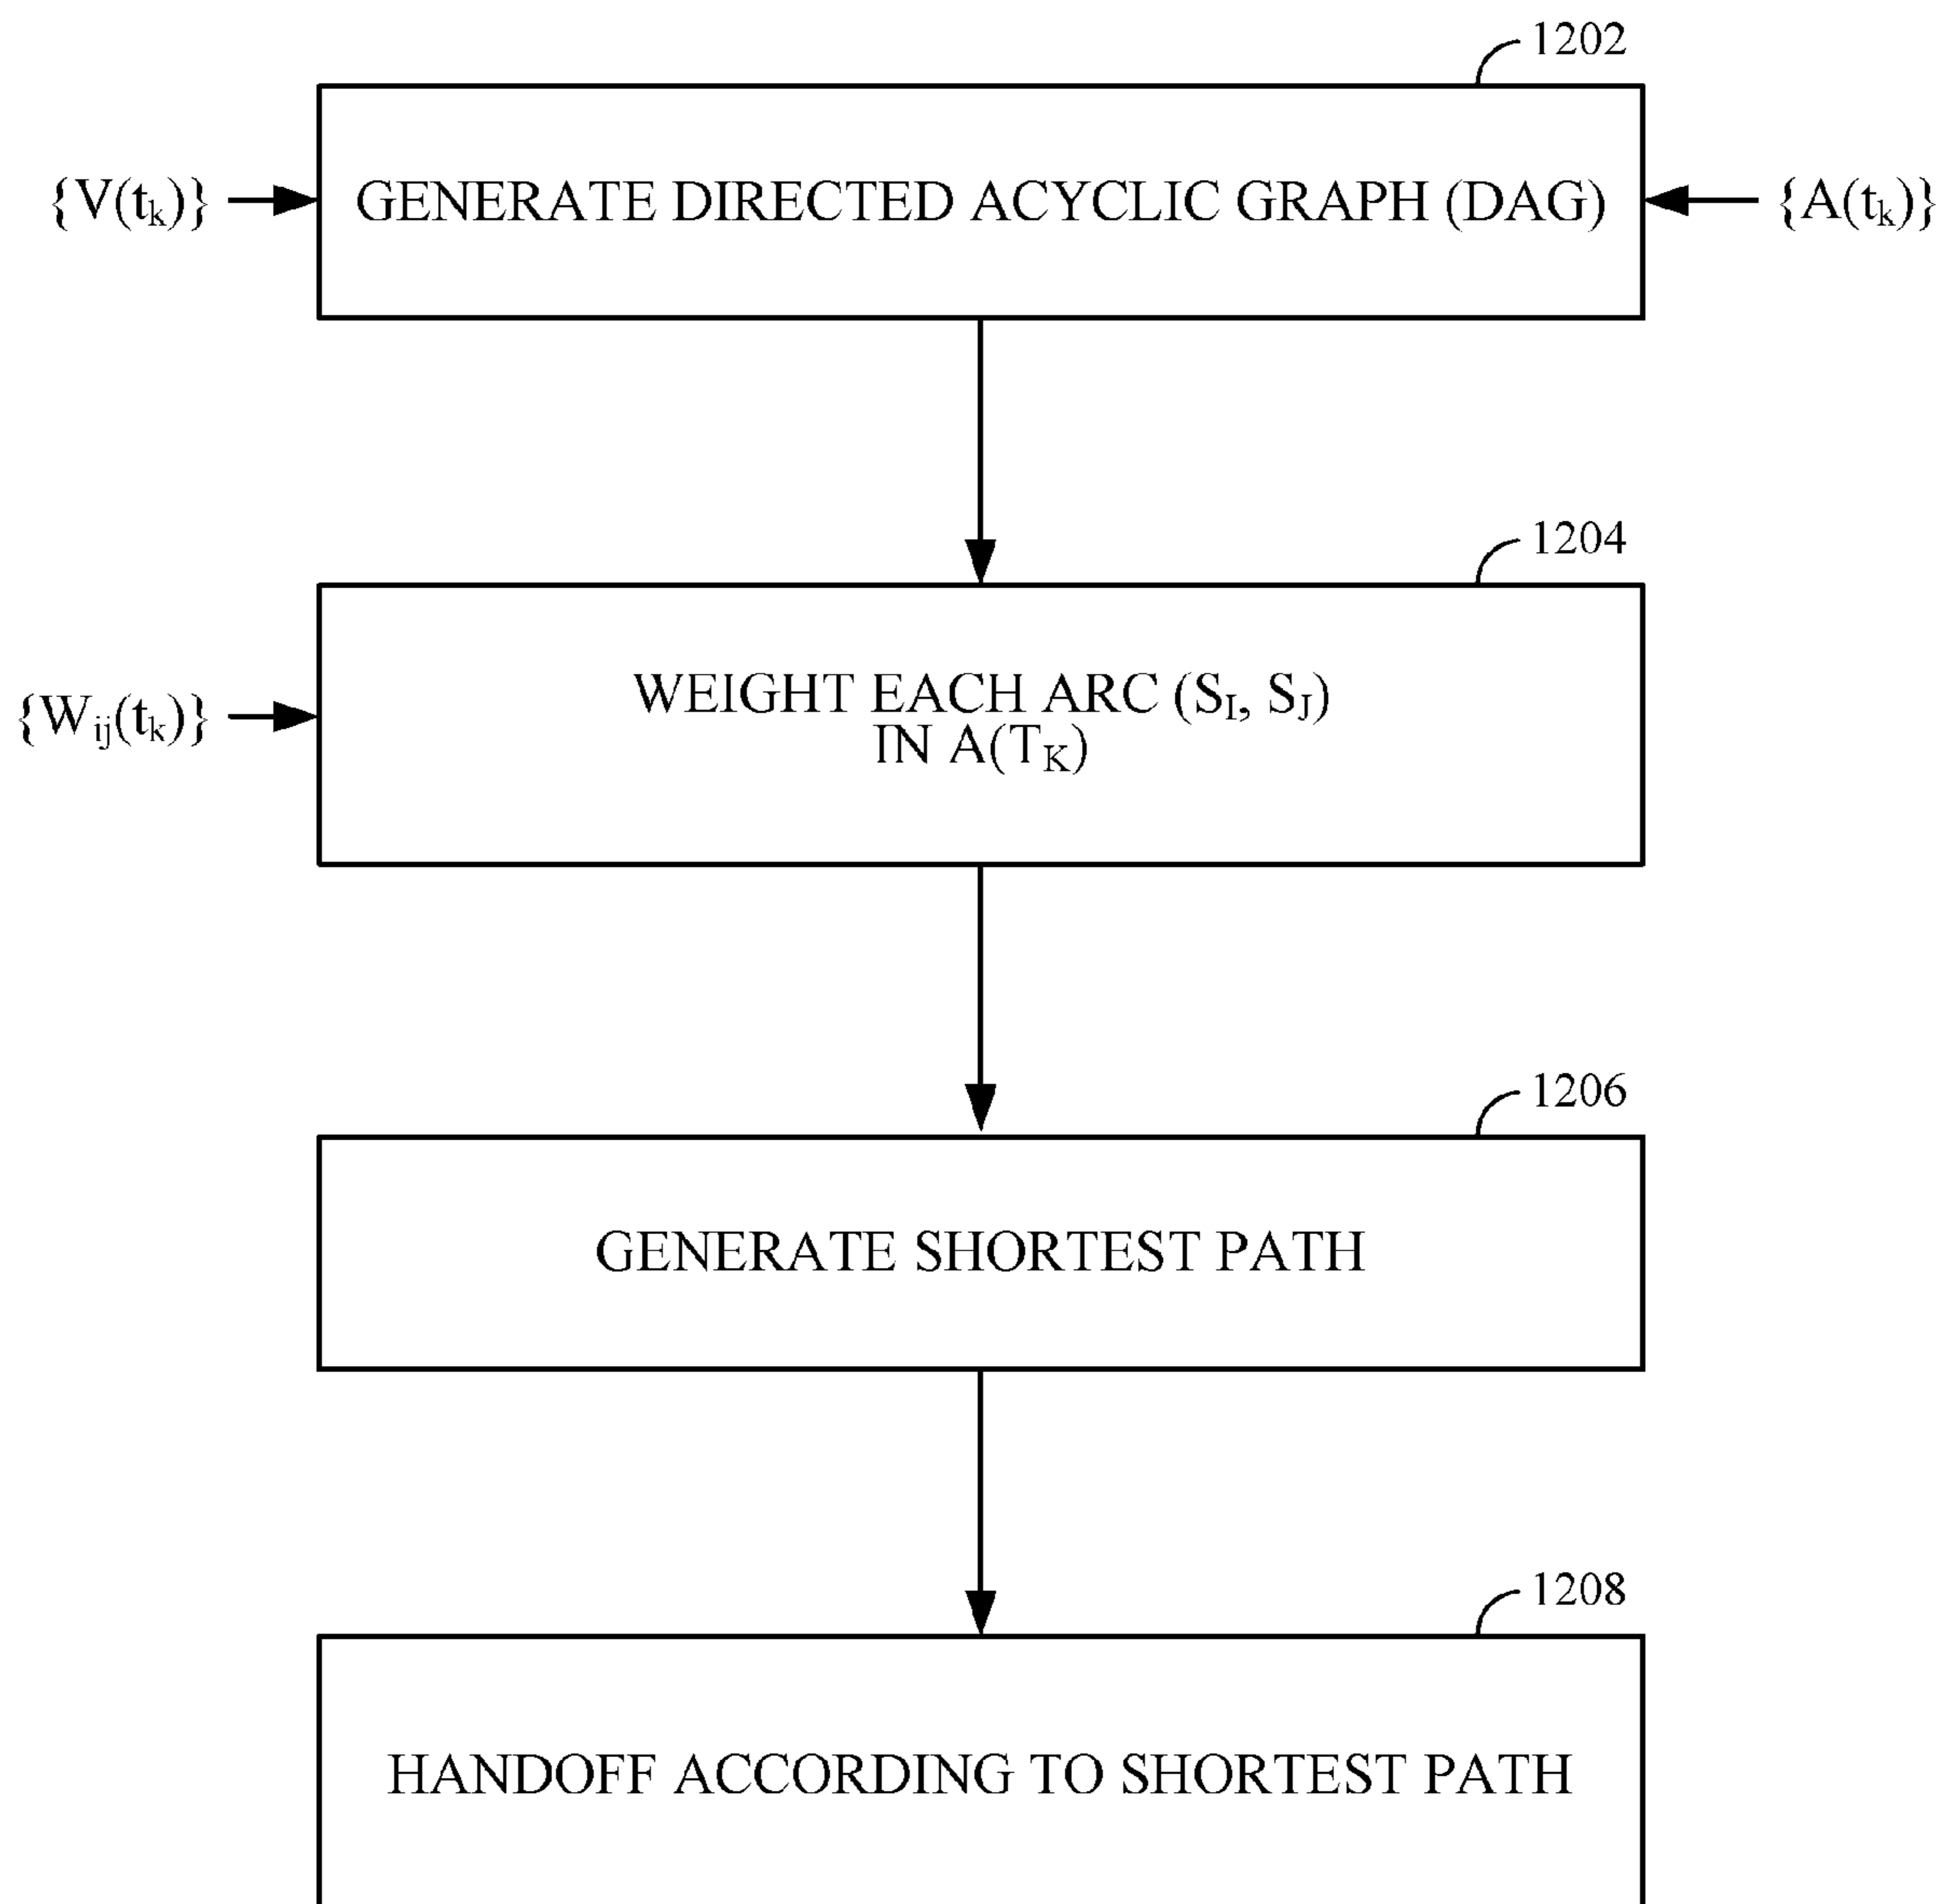 1202
{V(tk)}
GENERATE DIRECTED ACYCLIC GRAPH (DAG)
{A(tk)}
1204
{Wij(tk)}
WEIGHT EACH ARC (SI, SJ)
IN A(TK)
1206
GENERATE SHORTEST PATH
1208
HANDOFF ACCORDING TO SHORTEST PATH